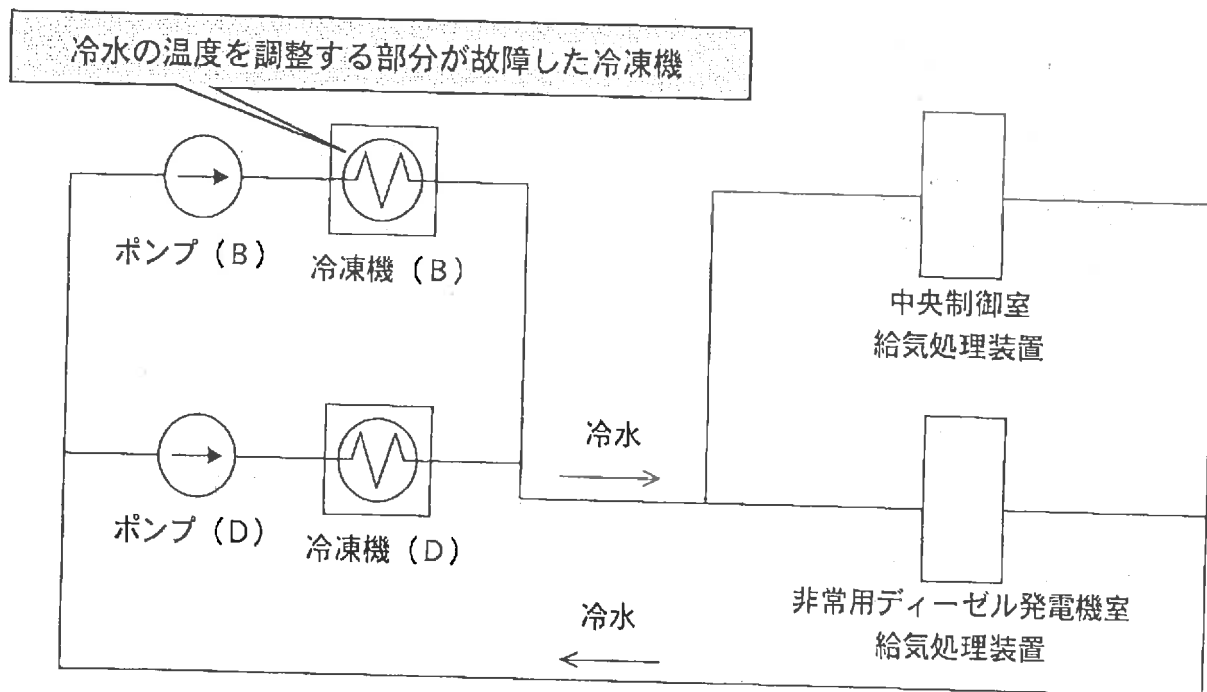 冷水の温度を調整する部分が故障した冷凍機
ポンプ（B）
冷凍機（B）
中央制御室
給気処理装置
冷水
ポンプ（D）
冷凍機（D）
非常用ディーゼル発電機室
給気処理装置
冷水